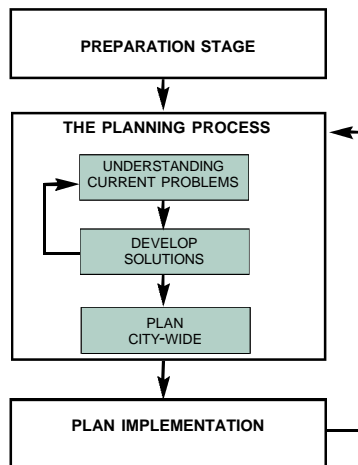 PREPARATION STAGE
THE PLANNING PROCESS
UNDERSTANDING
CURRENT PROBLEMS
DEVELOP
SOLUTIONS
PLAN
CITY-WIDE
PLAN IMPLEMENTATION